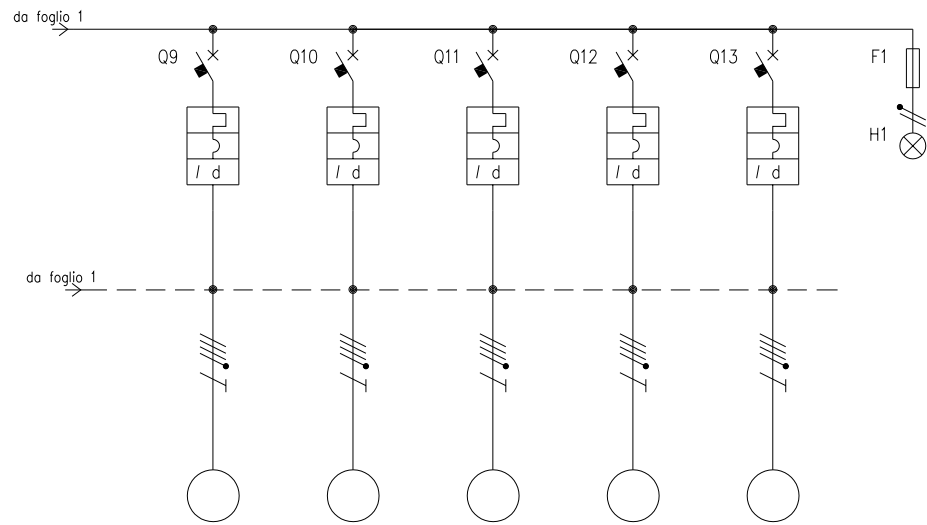 da foglio 1
Q9 Q10 Q11 Q12 Q13 F1
H1
I d I d I d I d I d
da foglio 1